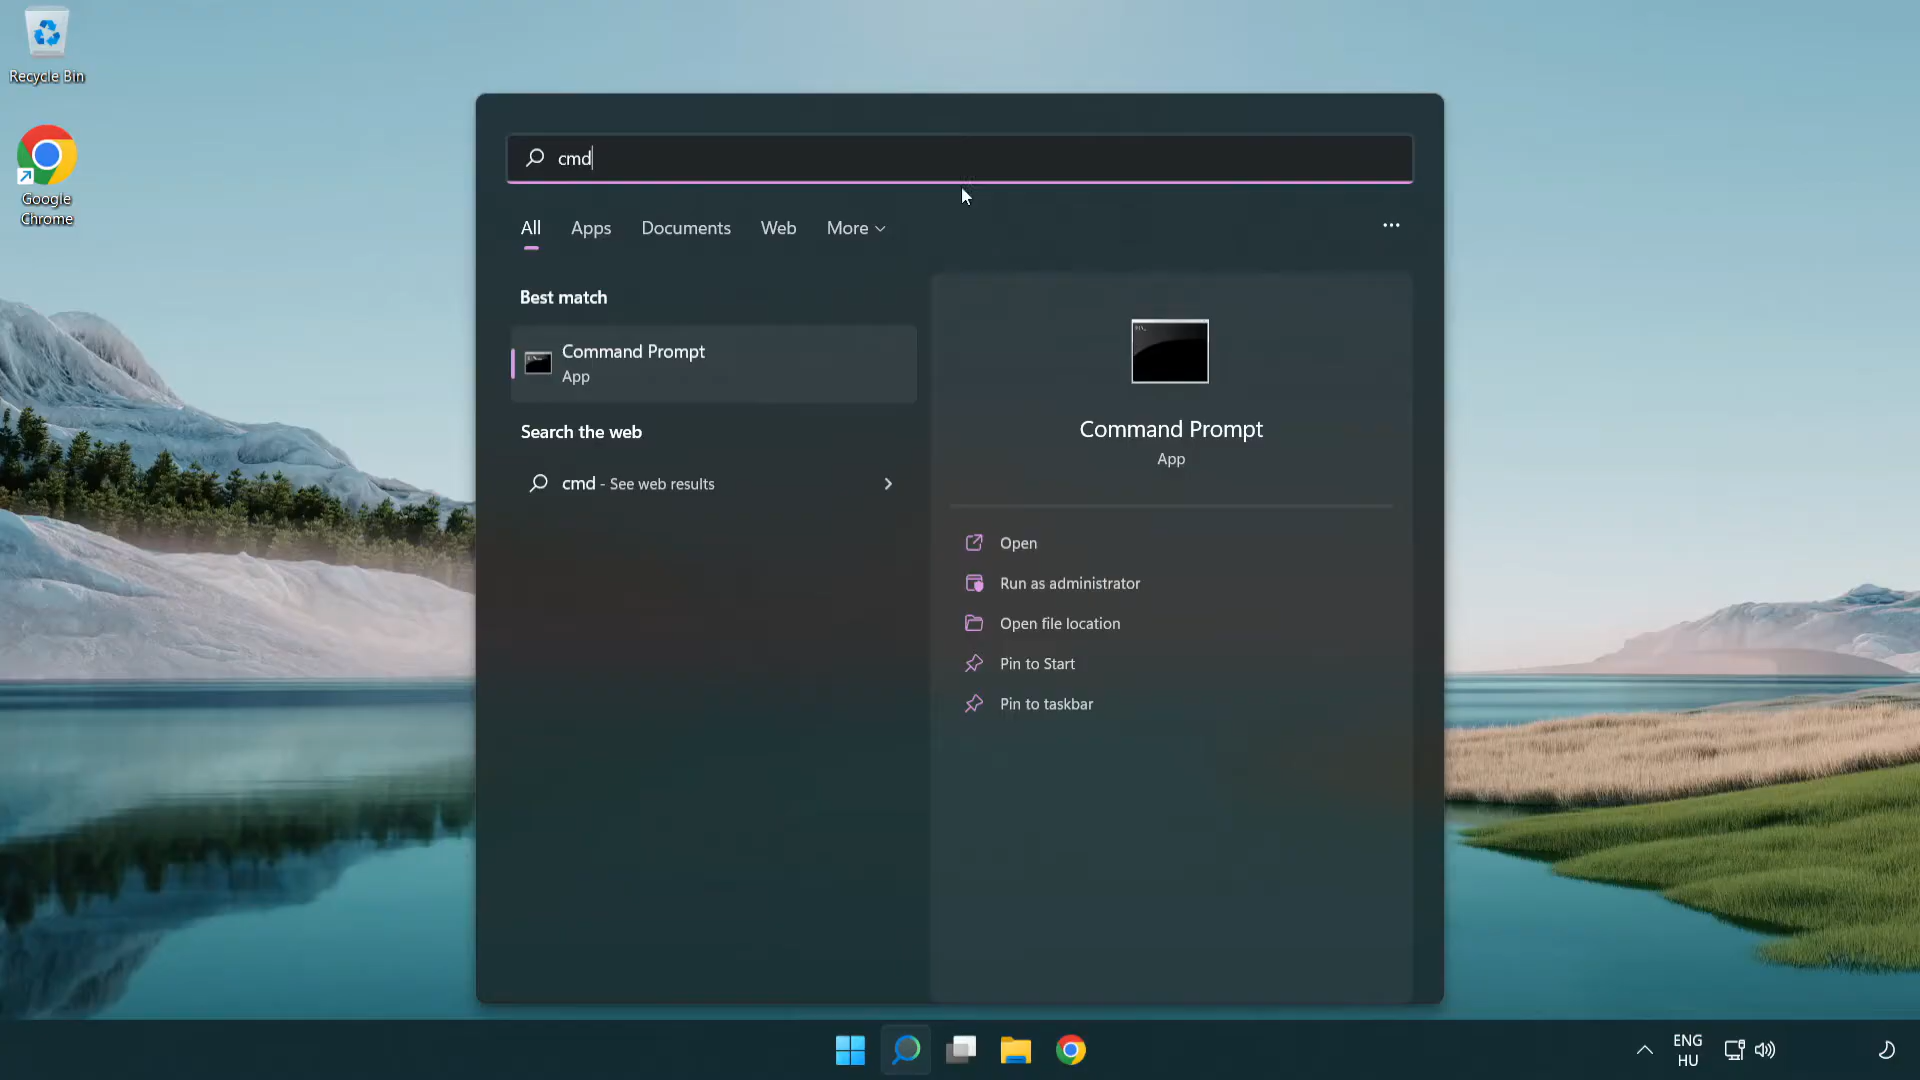 Recycle Bin
Google
Chrome
cmd
All Apps Documents Web More
Best match
Command Prompt
App
Search the web
cmd - See web results
Command Prompt
App
Open
Run as administrator
Open file location
Pin to Start
Pin to taskbar
ENG
HU